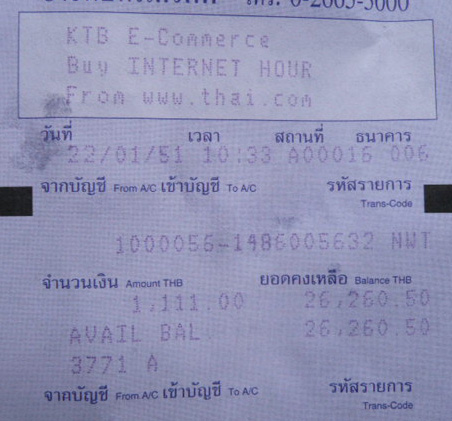 โทร. 0-2005-5000
KTB E-Commerce
Buy INTERNET HOUR
From www.thai.com
วันที่ เวลา สถานที่ ธนาคาร
22/01/51 10:33 A00016 006
จากบัญชี From A/C เข้าบัญชี To A/C รหัสรายการ
Trans-Code
1000056-1486005632 NWT
จำนวนเงิน Amount THB ยอดคงเหลือ Balance THB
1,111.00 26,260.50
AVAIL BAL. 26,260.50
3771 A
จากบัญชี From A/C เข้าบัญชี To A/C รหัสรายการ
Trans-Code